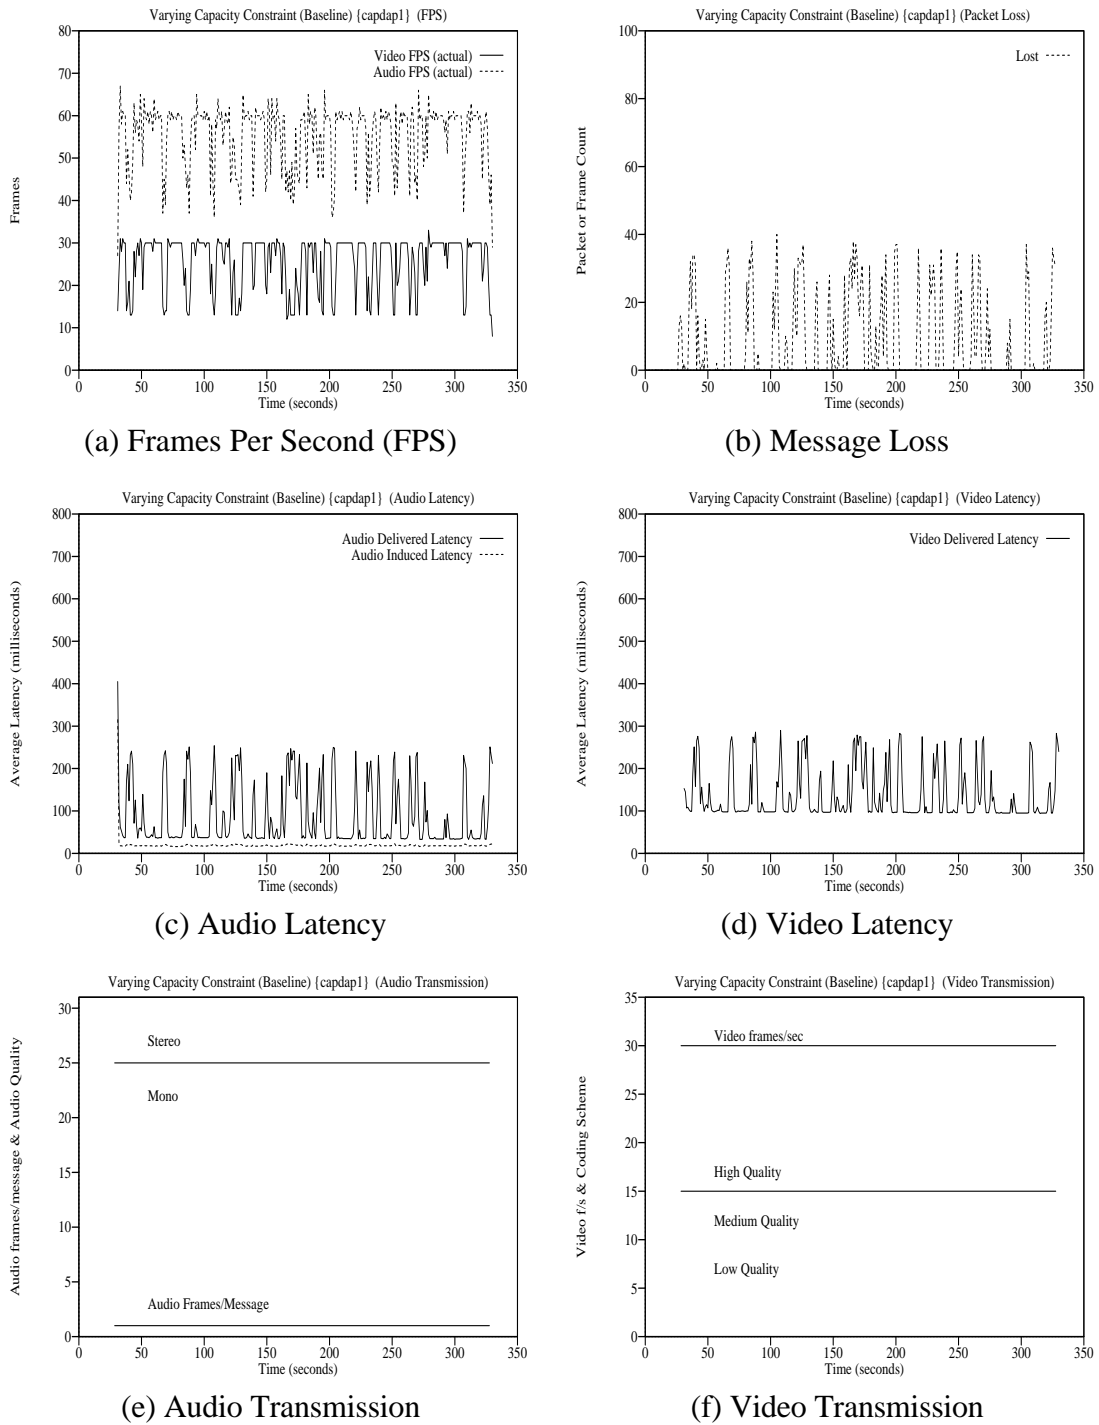 Varying Capacity Constraint (Baseline) {capdap1} (FPS)
80
70
60
50
40
30
20
10
0
Frames
Video FPS (actual)
Audio FPS (actual)
0 50 100 150 200 250 300 350
Time (seconds)
(a) Frames Per Second (FPS)
Varying Capacity Constraint (Baseline) {capdap1} (Packet Loss)
100
80
60
40
20
0
Packet or Frame Count
Lost
0 50 100 150 200 250 300 350
Time (seconds)
(b) Message Loss
Varying Capacity Constraint (Baseline) {capdap1} (Audio Latency)
800
700
600
500
400
300
200
100
0
Average Latency (milliseconds)
Audio Delivered Latency
Audio Induced Latency
0 50 100 150 200 250 300 350
Time (seconds)
(c) Audio Latency
Varying Capacity Constraint (Baseline) {capdap1} (Video Latency)
800
700
600
500
400
300
200
100
0
Average Latency (milliseconds)
Video Delivered Latency
0 50 100 150 200 250 300 350
Time (seconds)
(d) Video Latency
Varying Capacity Constraint (Baseline) {capdap1} (Audio Transmission)
30
25
20
15
10
5
0
Audio frames/message & Audio Quality
Stereo
Mono
Audio Frames/Message
0 50 100 150 200 250 300 350
Time (seconds)
(e) Audio Transmission
Varying Capacity Constraint (Baseline) {capdap1} (Video Transmission)
35
30
25
20
15
10
5
0
Video f/s & Coding Scheme
Video frames/sec
High Quality
Medium Quality
Low Quality
0 50 100 150 200 250 300 350
Time (seconds)
(f) Video Transmission